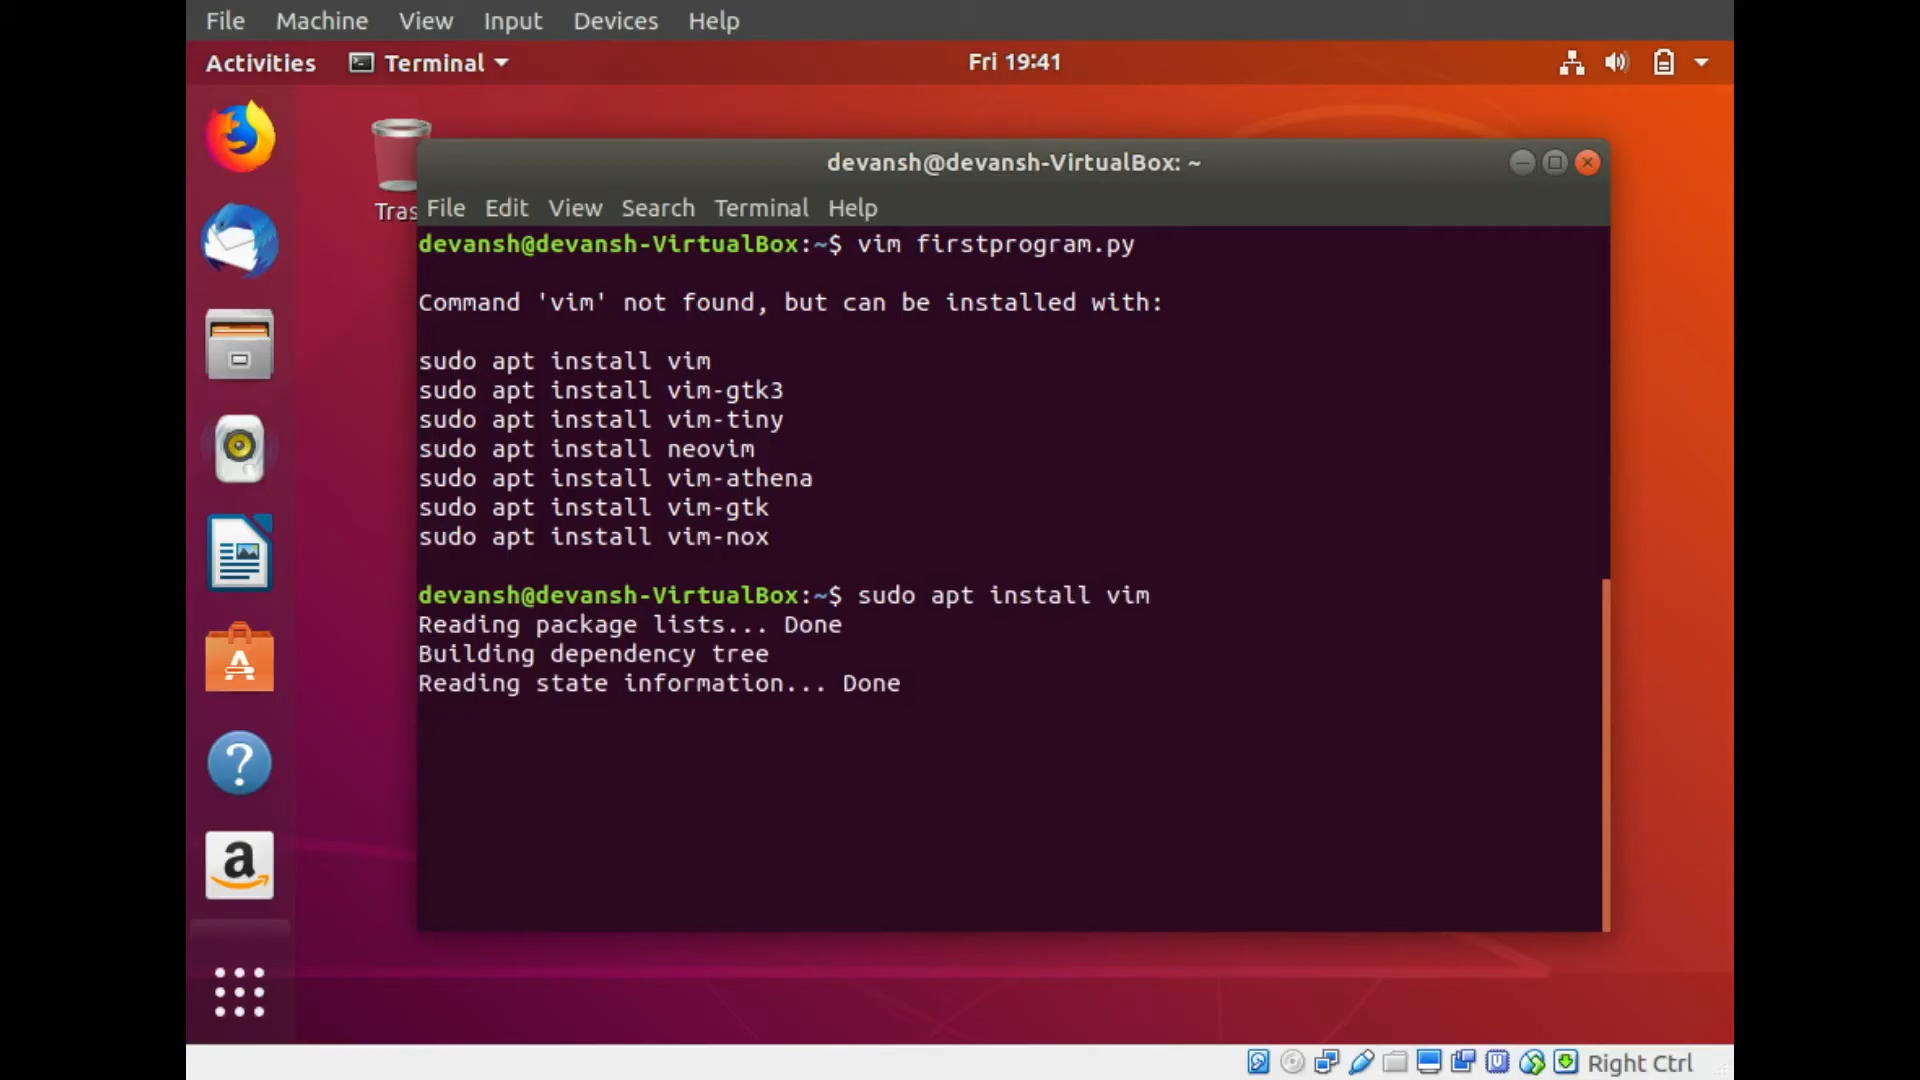 File Machine View Input Devices Help
Activities Terminal Fri 19:41
Tras
devansh@devansh-VirtualBox: ~
File Edit View Search Terminal Help
devansh@devansh-VirtualBox:~$ vim firstprogram.py
Command 'vim' not found, but can be installed with:
sudo apt install vim
sudo apt install vim-gtk3
sudo apt install vim-tiny
sudo apt install neovim
sudo apt install vim-athena
sudo apt install vim-gtk
sudo apt install vim-nox
devansh@devansh-VirtualBox:~$ sudo apt install vim
Reading package lists... Done
Building dependency tree
Reading state information... Done
Right Ctrl